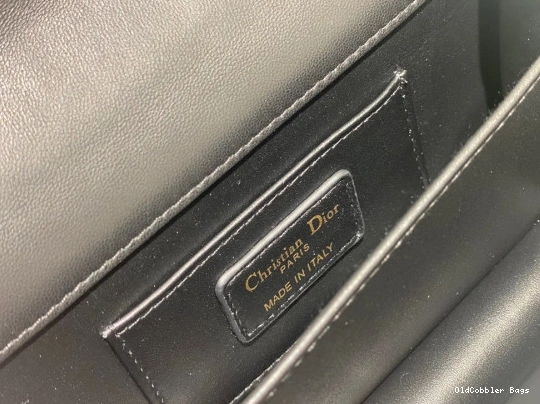 Christian Dior
PARIS
MADE IN ITALY
OldCobbler Bags